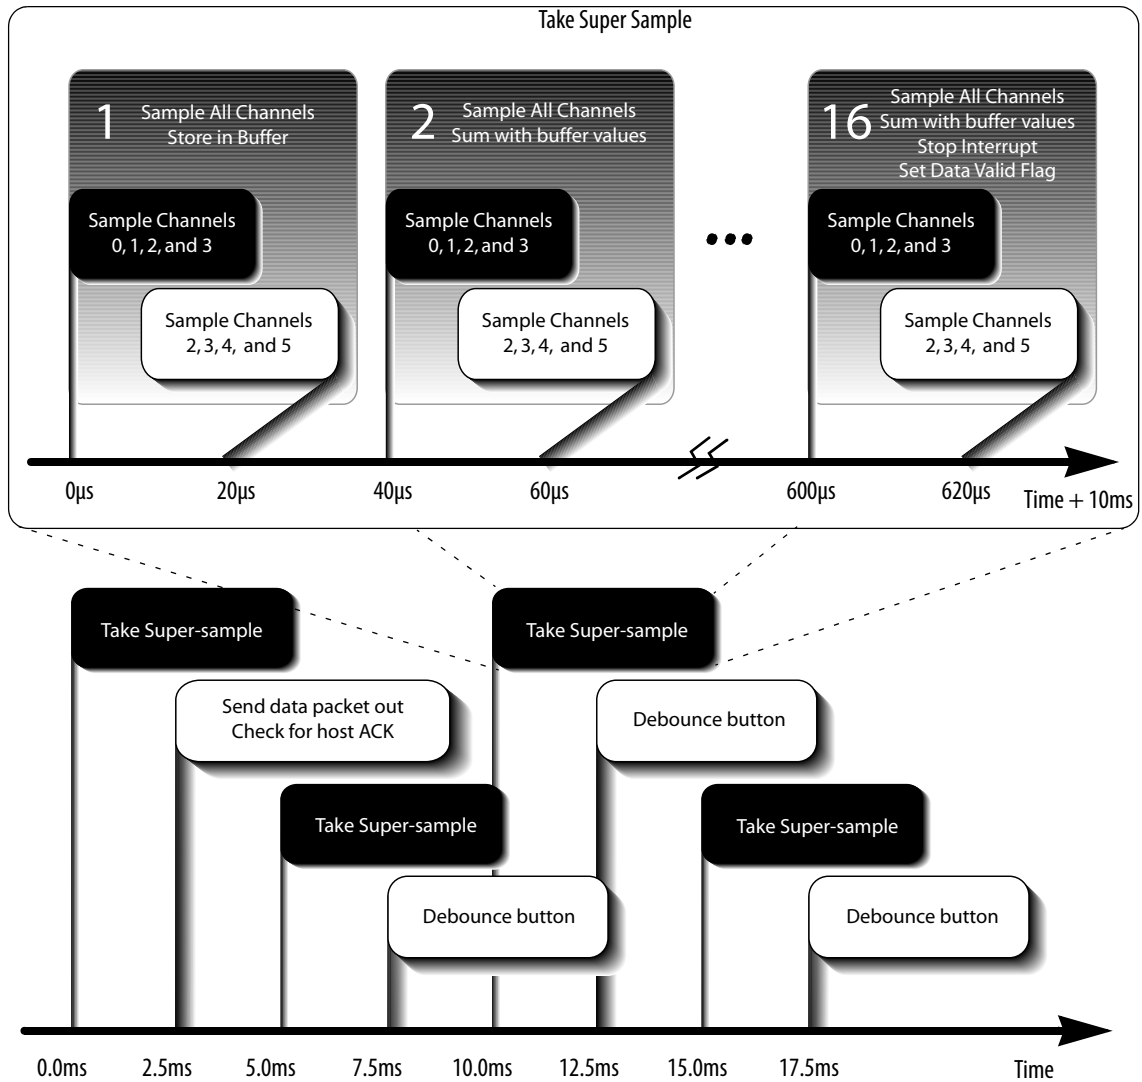 Take Super Sample
1
Sample All Channels
Store in Buffer
2
Sample All Channels
Sum with buffer values
16
Sample All Channels
Sum with buffer values
Stop Interrupt
Set Data Valid Flag
Sample Channels
0, 1, 2, and 3
Sample Channels
0, 1, 2, and 3
Sample Channels
0, 1, 2, and 3
Sample Channels
2, 3, 4, and 5
Sample Channels
2, 3, 4, and 5
Sample Channels
2, 3, 4, and 5
0µs
20µs
40µs
60µs
600µs
620µs
Time + 10ms
Take Super-sample
Take Super-sample
Send data packet out
Check for host ACK
Debounce button
Take Super-sample
Take Super-sample
Debounce button
Debounce button
0.0ms
2.5ms
5.0ms
7.5ms
10.0ms
12.5ms
15.0ms
17.5ms
Time